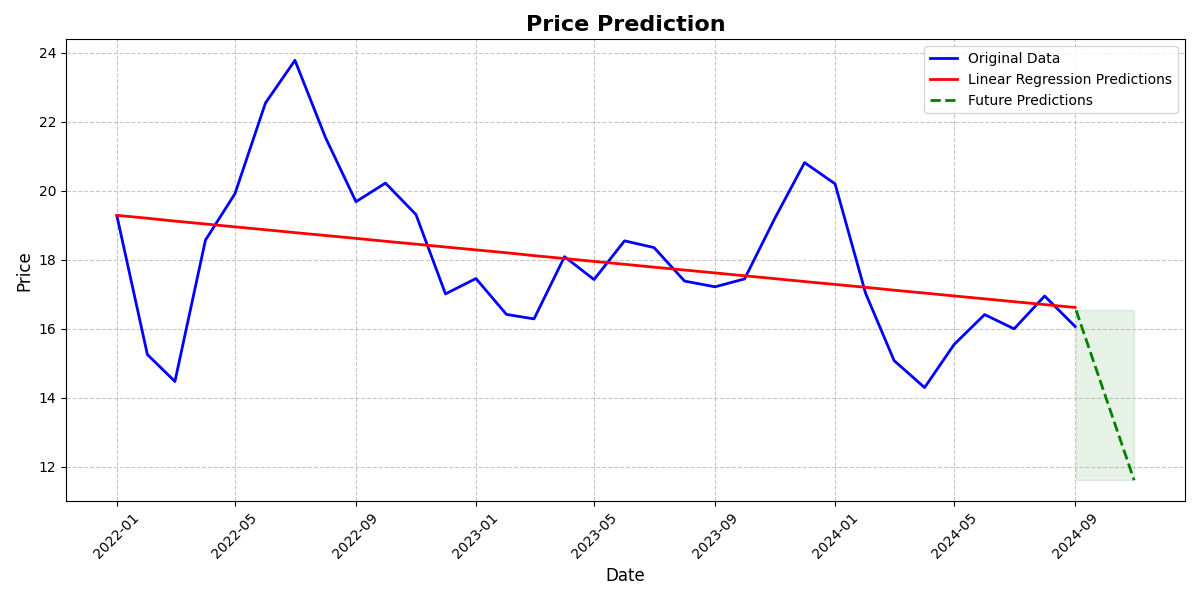 Price Prediction
Original Data
Linear Regression Predictions
Future Predictions
Price
24
22
20
18
16
14
12
2022-01
2022-05
2022-09
2023-01
2023-05
2023-09
2024-01
2024-05
2024-09
Date